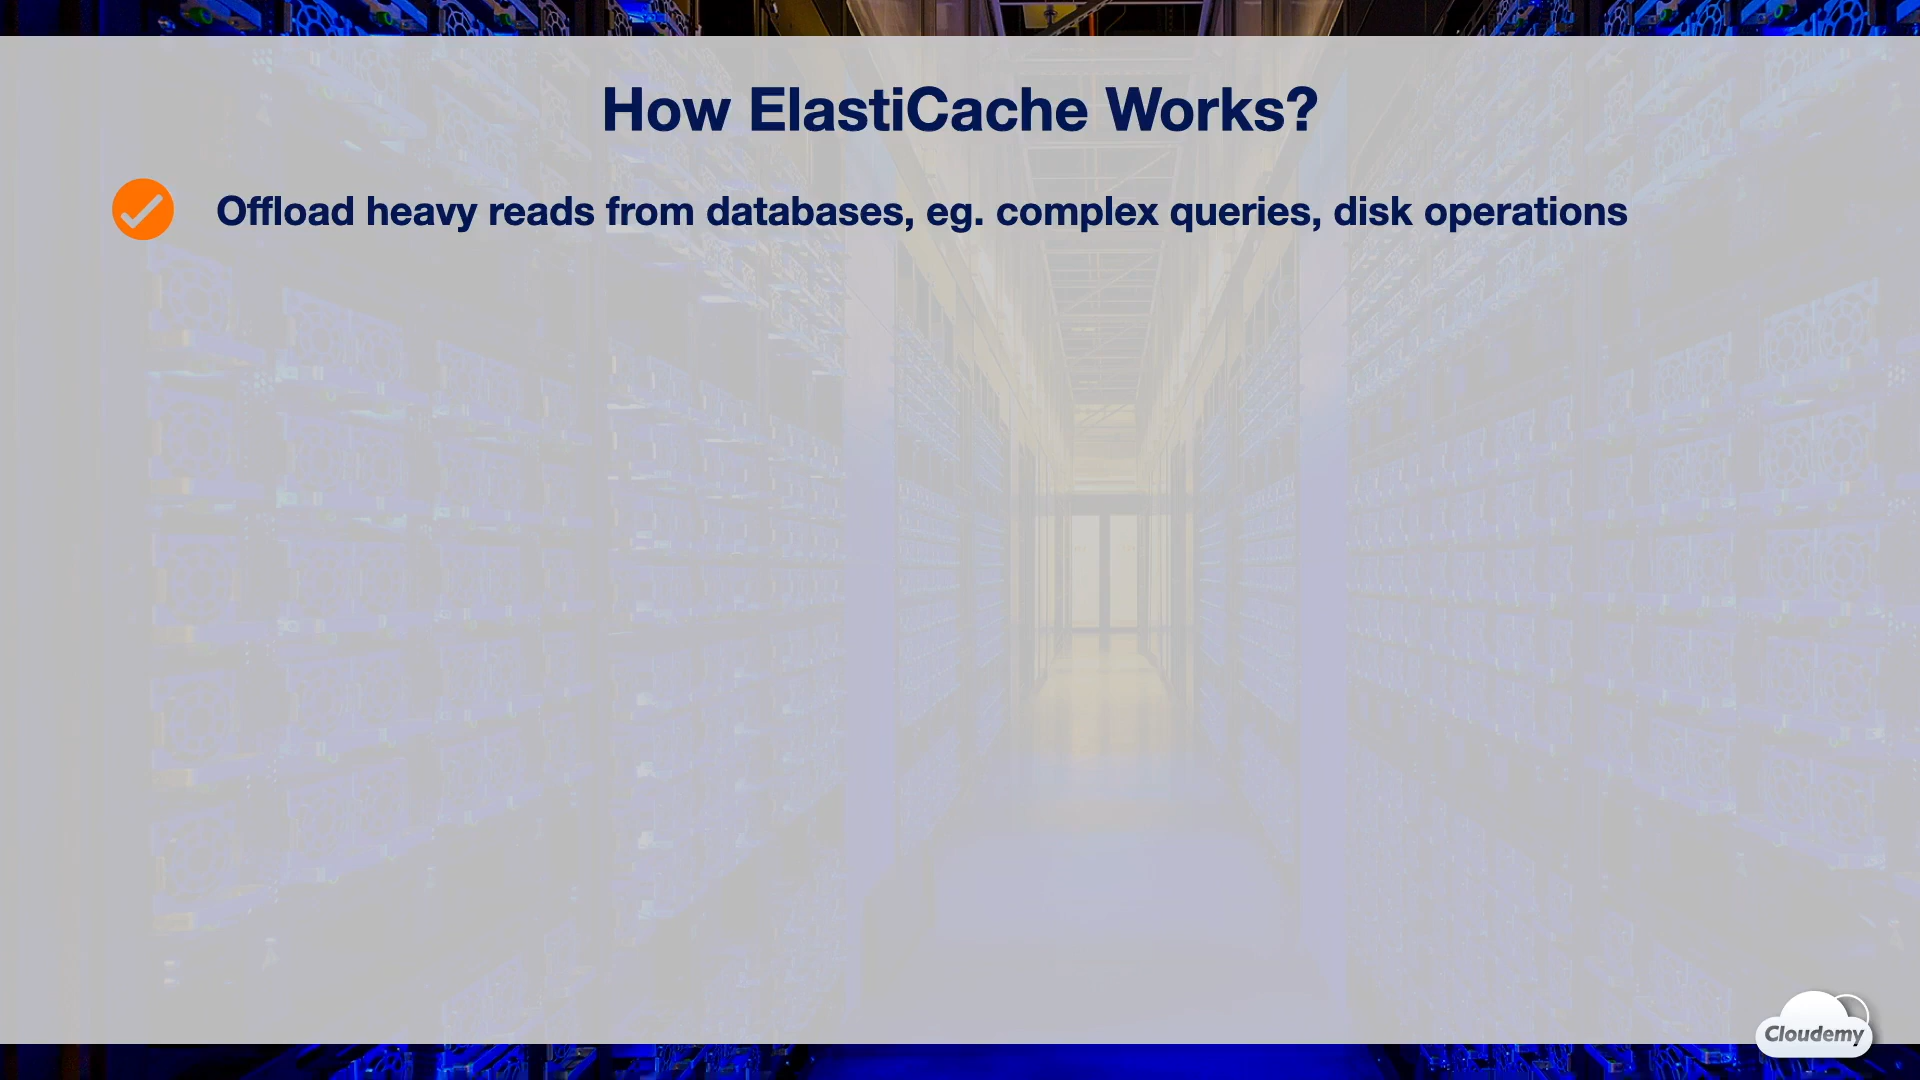 How ElastiCache Works?
Offload heavy reads from databases, eg. complex queries, disk operations
Cloudemy